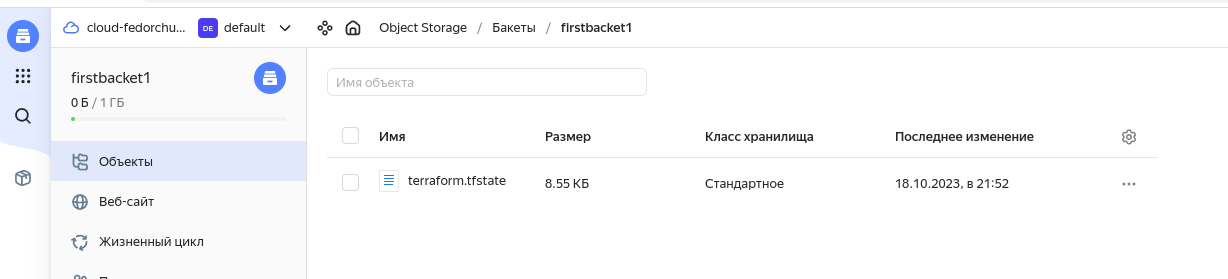 cloud-fedorchu... DE default Object Storage / Бакеты / firstbacket1
firstbacket1
0 Б / 1 ГБ
Объекты
Веб-сайт
Жизненный цикл
Имя объекта
Имя Размер Класс хранилища Последнее изменение
terraform.tfstate 8.55 КБ Стандартное 18.10.2023, в 21:52